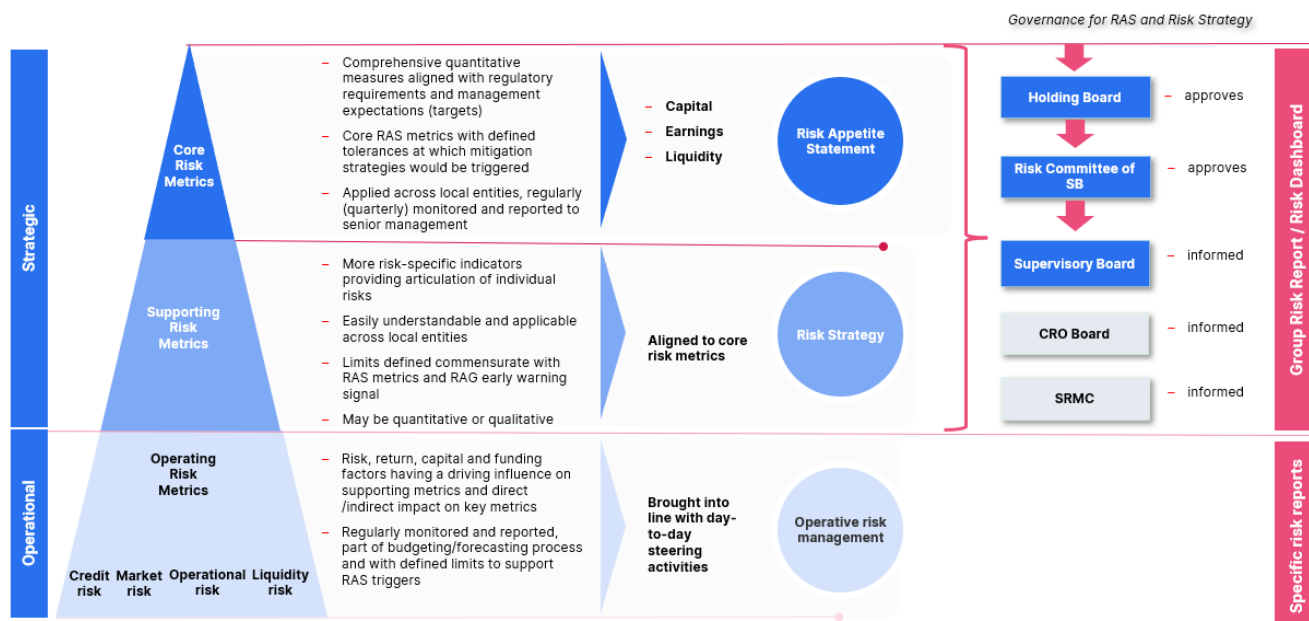 Governance for RAS and Risk Strategy
Strategic
Core
Risk
Metrics
– Comprehensive quantitative
measures aligned with regulatory
requirements and management
expectations (targets)
– Core RAS metrics with defined
tolerances at which mitigation
strategies would be triggered
– Applied across local entities, regularly
(quarterly) monitored and reported to
senior management
– Capital
– Earnings
– Liquidity
Risk Appetite
Statement
Supporting
Risk
Metrics
– More risk-specific indicators
providing articulation of individual
risks
– Easily understandable and applicable
across local entities
– Limits defined commensurate with
RAS metrics and RAG early warning
signal
– May be quantitative or qualitative
Aligned to core
risk metrics
Risk Strategy
Holding Board
– approves
Risk Committee of
SB
– approves
Supervisory Board
– informed
CRO Board
– informed
SRMC
– informed
Group Risk Report / Risk Dashboard
Operational
Operating
Risk
Metrics
Credit
risk
Market
risk
Operational
risk
Liquidity
risk
– Risk, return, capital and funding
factors having a driving influence on
supporting metrics and direct
/indirect impact on key metrics
– Regularly monitored and reported,
part of budgeting/forecasting process
and with defined limits to support
RAS triggers
Brought into
line with day-
to-day
steering
activities
Operative risk
management
Specific risk reports